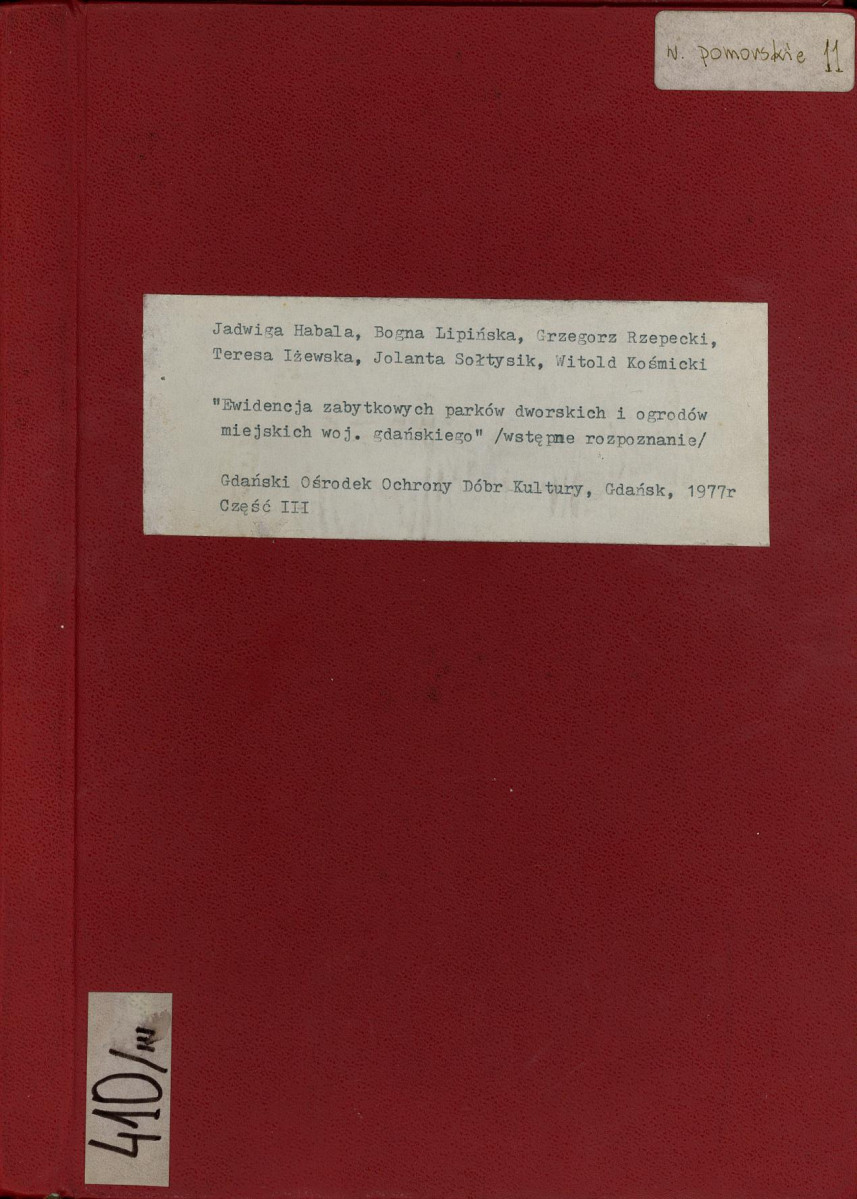 w. pomorskie 11
Jadwiga Habala, Bogna Lipińska, Grzegorz Rzepecki,
Teresa Iżewska, Jolanta Sołtysik, Witold Kośmicki
"Ewidencja zabytkowych parków dworskich i ogrodów
miejskich woj. gdańskiego" /wstępne rozpoznanie/
Gdański Ośrodek Ochrony Dóbr Kultury, Gdańsk, 1977r
Część III
410/III